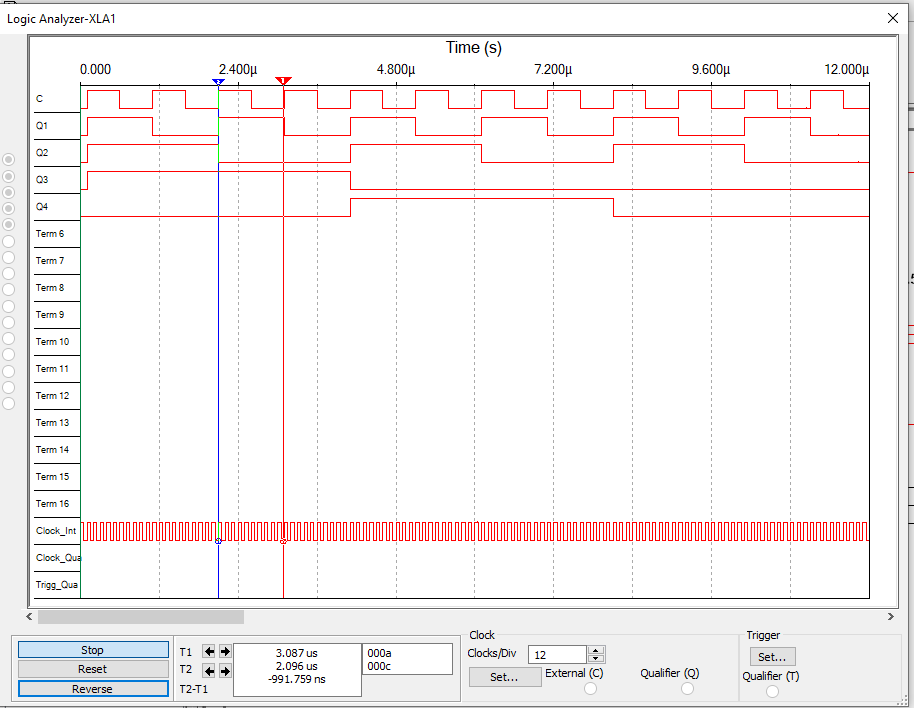 Logic Analyzer-XLA1
Time (s)
0.000 2.400µ 4.800µ 7.200µ 9.600µ 12.000µ
2 1
C
Q1
Q2
Q3
Q4
Term 6
Term 7
Term 8
Term 9
Term 10
Term 11
Term 12
Term 13
Term 14
Term 15
Term 16
Clock_Int
Clock_Qua
Trigg_Qua
Stop
Reset
Reverse
T1 3.087 us 000a
T2 2.096 us 000c
T2-T1 -991.759 ns
Clock
Clocks/Div 12
Set... External (C) Qualifier (Q)
Trigger
Set...
Qualifier (T)